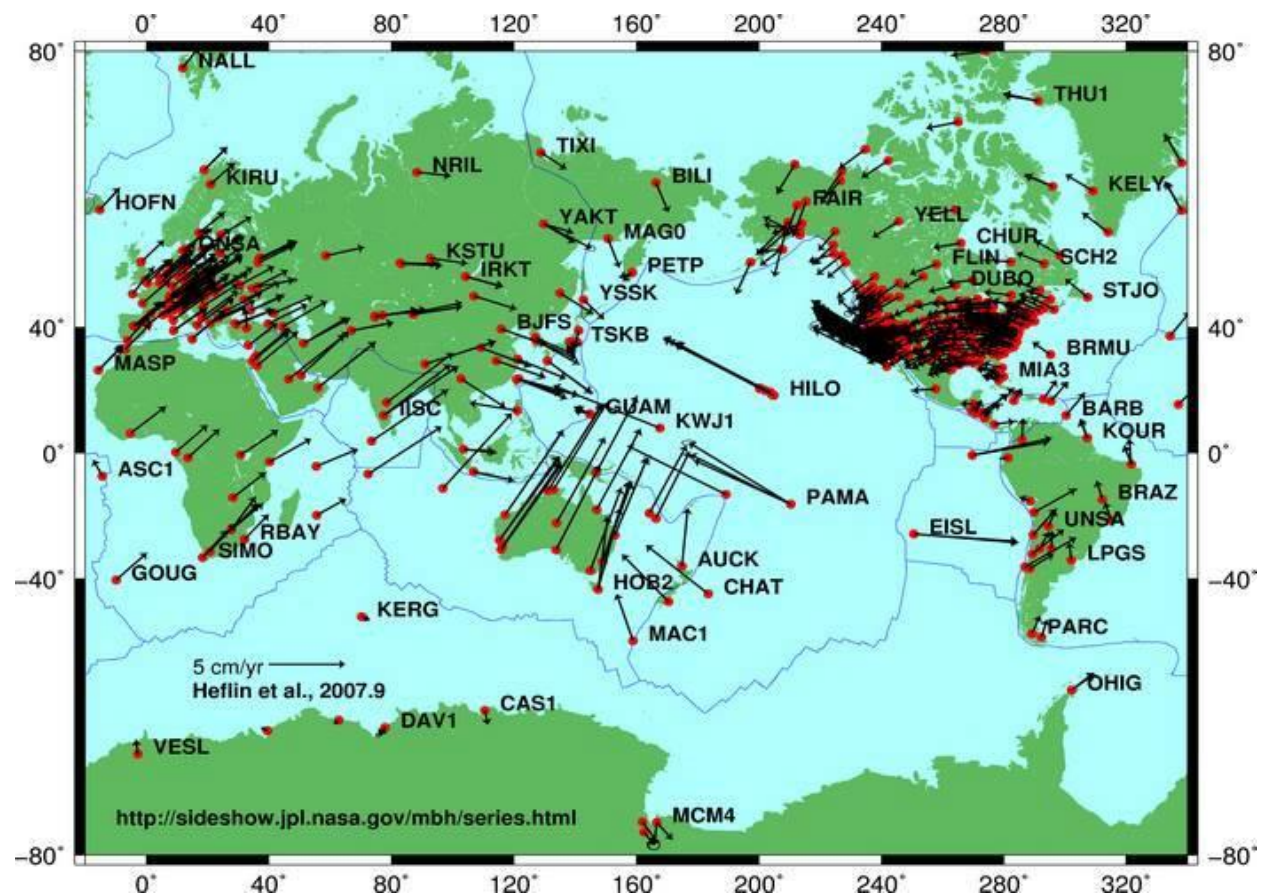 0˚ 40˚ 80˚ 120˚ 160˚ 200˚ 240˚ 280˚ 320˚
80˚ 80˚
NALL
THU1
TIXI
NRIL
BILI
KIRU
KELY
HOFN
FAIR
YELL
YAKT
MAG0
ONSA
CHUR
KSTU
FLIN SCH2
PETP
IRKT
DUBO
YSSK
STJO
BJFS
40˚ TSKB 40˚
BRMU
MASP
MIA3
HILO
IISC
GUAM
BARB
KWJ1
KOUR
0˚ 0˚
ASC1
BRAZ
PAMA
UNSA
EISL
RBAY
SIMO
LPGS
AUCK
GOUG
−40˚ HOB2 −40˚
CHAT
KERG
MAC1
PARC
5 cm/yr
OHIG
Heflin et al., 2007.9
CAS1
DAV1
VESL
MCM4
http://sideshow.jpl.nasa.gov/mbh/series.html
−80˚ −80˚
0˚ 40˚ 80˚ 120˚ 160˚ 200˚ 240˚ 280˚ 320˚